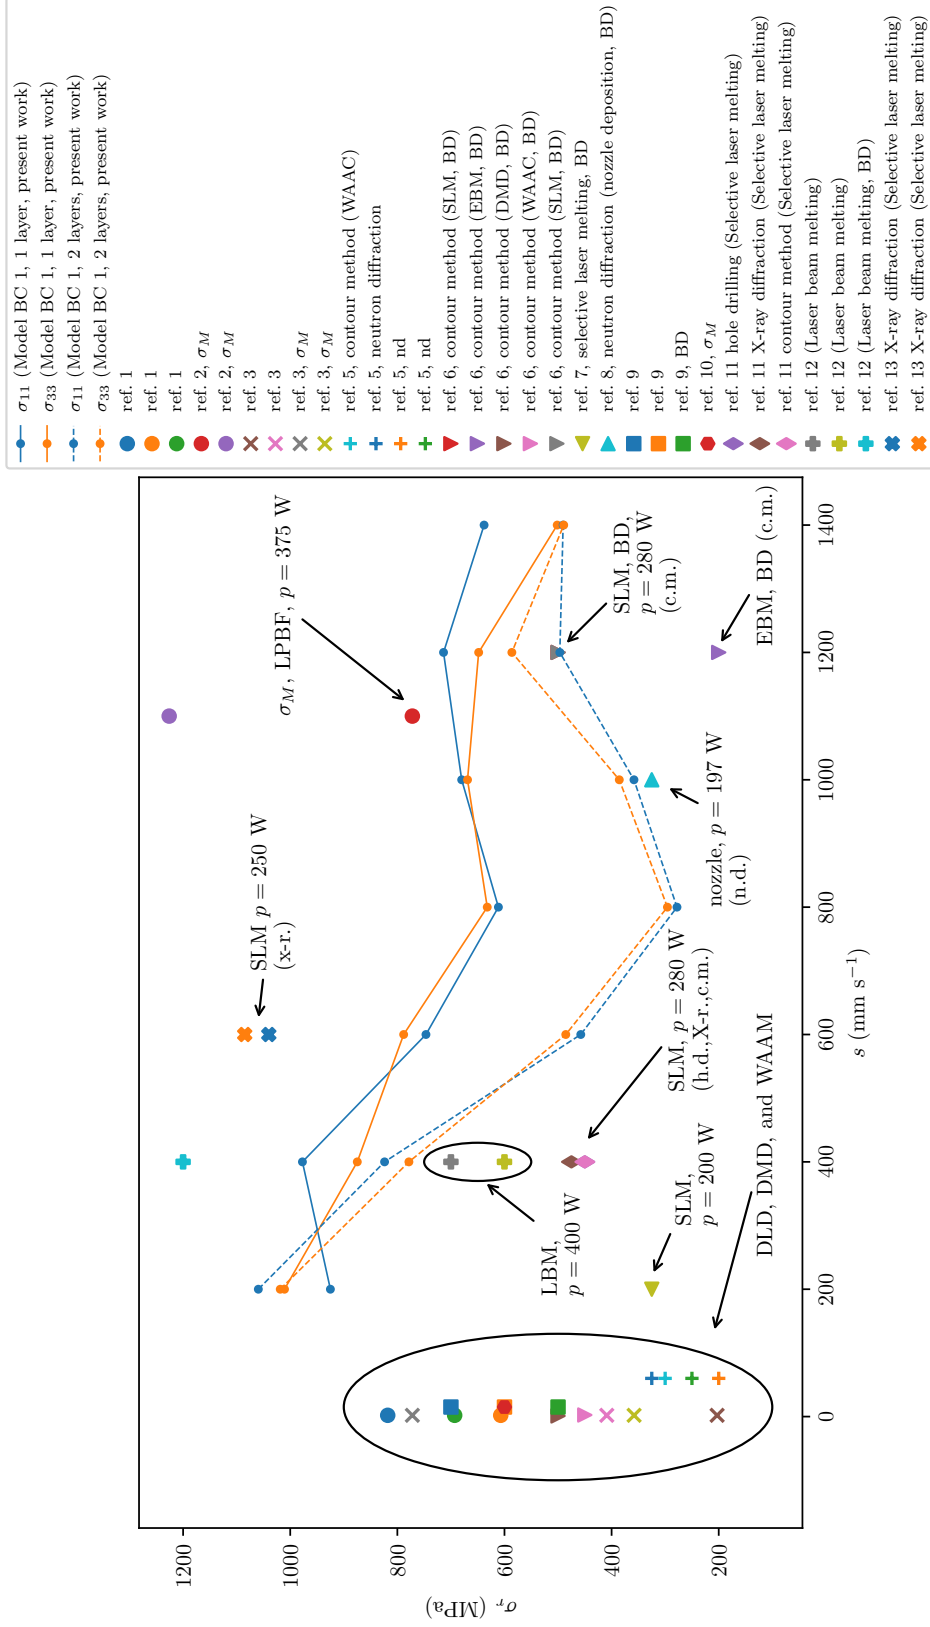 σ11 (Model BC 1, 1 layer, present work)
σ33 (Model BC 1, 1 layer, present work)
σ11 (Model BC 1, 2 layers, present work)
σ33 (Model BC 1, 2 layers, present work)
ref. 1
ref. 1
ref. 1
ref. 2, σM
ref. 2, σM
ref. 3
ref. 3
ref. 3, σM
ref. 3, σM
ref. 5, contour method (WAAC)
ref. 5, neutron diffraction
ref. 5, nd
ref. 5, nd
ref. 6, contour method (SLM, BD)
ref. 6, contour method (EBM, BD)
ref. 6, contour method (DMD, BD)
ref. 6, contour method (WAAC, BD)
ref. 6, contour method (SLM, BD)
ref. 7, selective laser melting, BD
ref. 8, neutron diffraction (nozzle deposition, BD)
ref. 9
ref. 9
ref. 9, BD
ref. 10, σM
ref. 11 hole drilling (Selective laser melting)
ref. 11 X-ray diffraction (Selective laser melting)
ref. 11 contour method (Selective laser melting)
ref. 12 (Laser beam melting)
ref. 12 (Laser beam melting)
ref. 12 (Laser beam melting, BD)
ref. 13 X-ray diffraction (Selective laser melting)
ref. 13 X-ray diffraction (Selective laser melting)
σr (MPa)
1200
1000
800
600
400
200
0
200
400
600
800
1000
1200
1400
s (mm s−1)
SLM p = 250 W
(x-r.)
σM, LPBF, p = 375 W
LBM,
p = 400 W
SLM, BD,
p = 280 W
(c.m.)
SLM, p = 280 W
(h.d.,X-r.,c.m.)
SLM,
p = 200 W
nozzle, p = 197 W
(n.d.)
EBM, BD (c.m.)
DLD, DMD, and WAAM